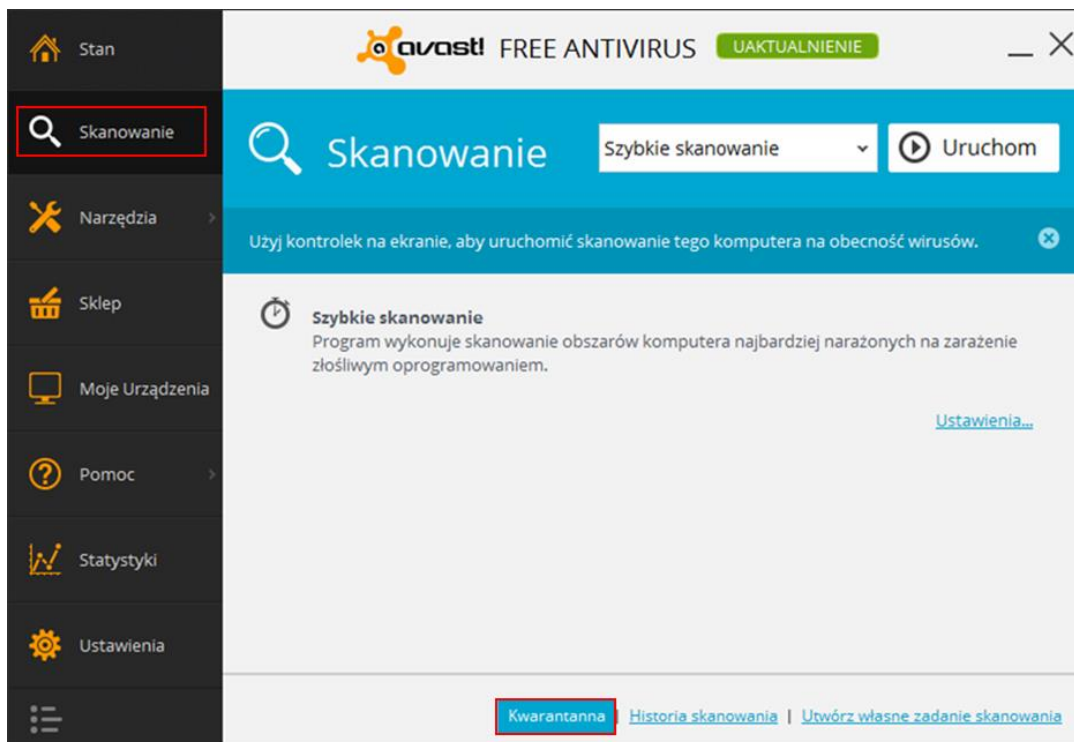 Stan
avast! FREE ANTIVIRUS UAKTUALNIENIE
Skanowanie
Skanowanie
Szybkie skanowanie
Uruchom
Narzędzia
Użyj kontrolek na ekranie, aby uruchomić skanowanie tego komputera na obecność wirusów.
Sklep
Szybkie skanowanie
Program wykonuje skanowanie obszarów komputera najbardziej narażonych na zarażenie
złośliwym oprogramowaniem.
Moje Urządzenia
Ustawienia...
Pomoc
Statystyki
Ustawienia
Kwarantanna | Historia skanowania | Utwórz własne zadanie skanowania